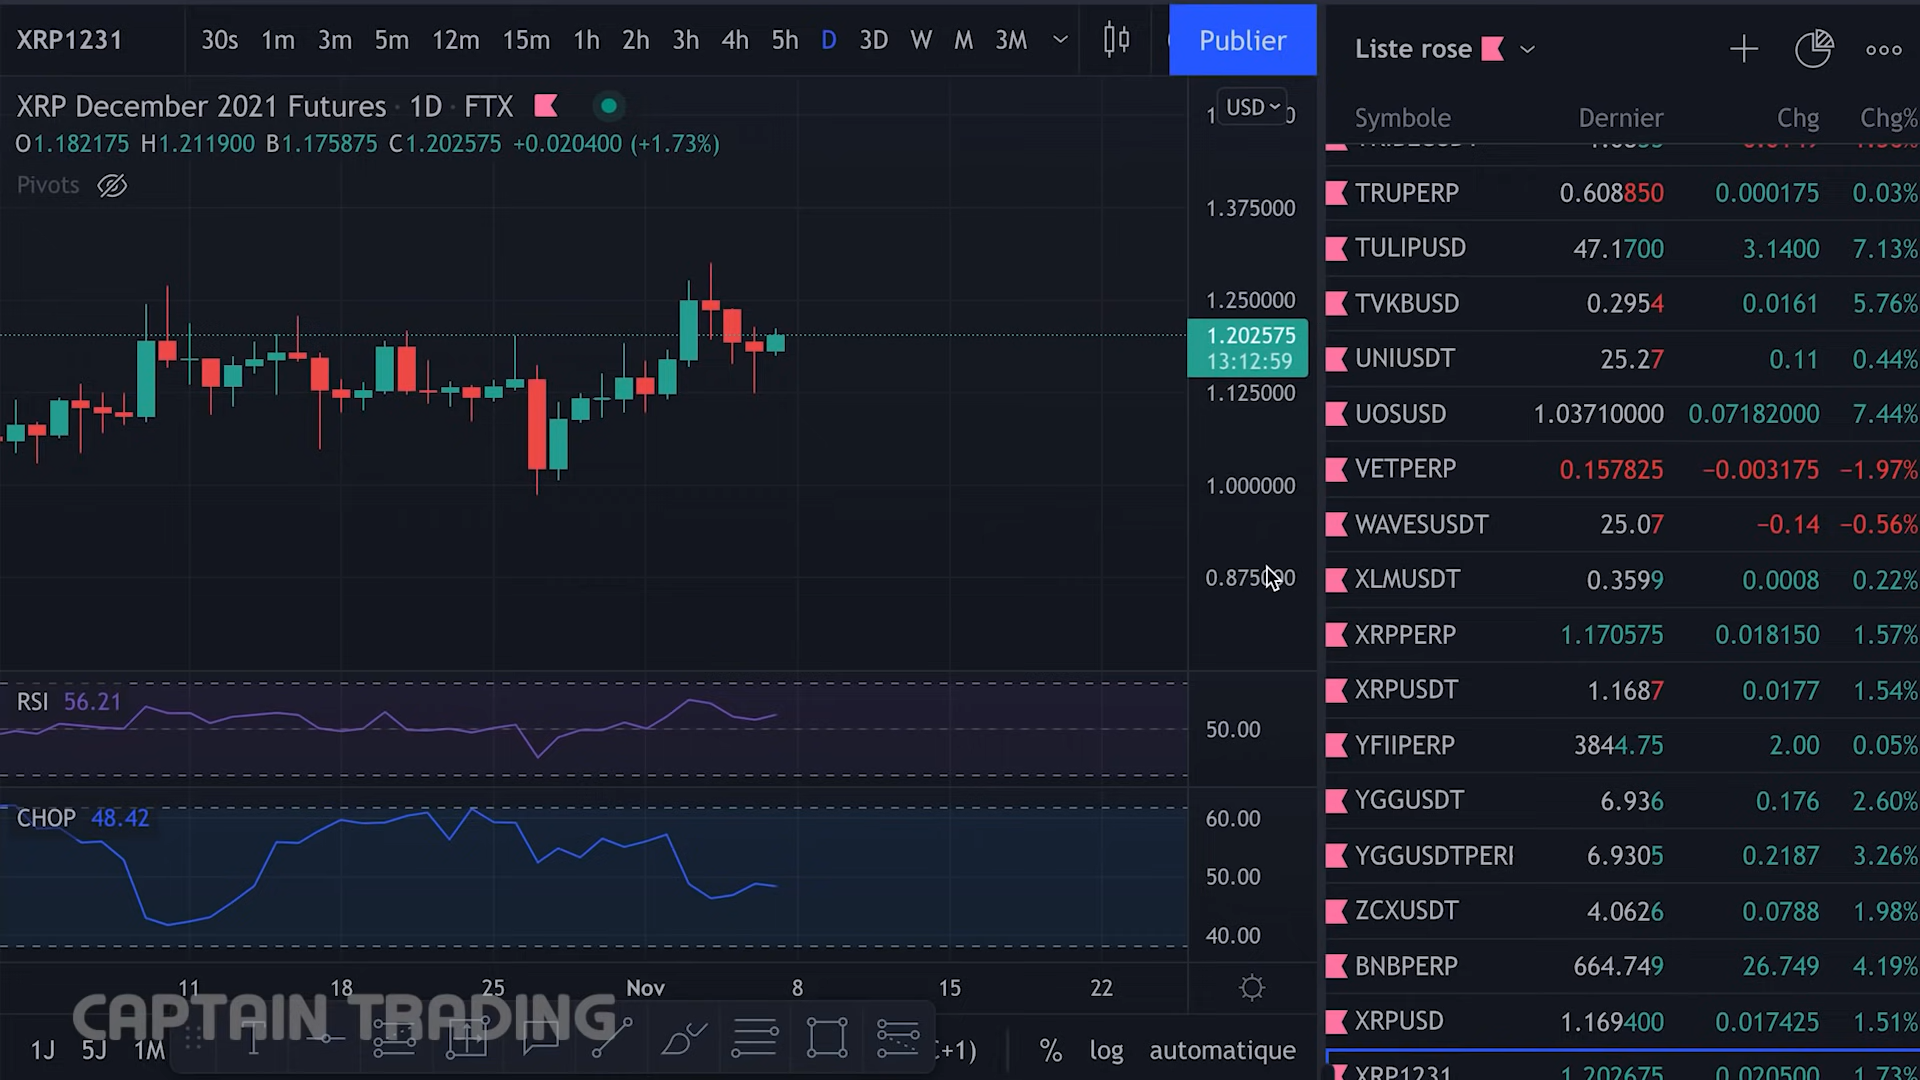 XRP1231 30s 1m 3m 5m 12m 15m 1h 2h 3h 4h 5h D 3D W M 3M Publier
XRP December 2021 Futures · 1D · FTX
O1.182175 H1.211900 B1.175875 C1.202575 +0.020400 (+1.73%)
Pivots
USD
1.375000
1.250000
1.202575
13:12:59
1.125000
1.000000
RSI 56.21
50.00
CHOP 48.42
60.00
50.00
40.00
11 18 25 Nov 8 15 22
CAPTAIN TRADING
1J 5J 1M
% log automatique
Liste rose
Symbole Dernier Chg Chg%
TRUPERP 0.608850 0.000175 0.03%
TULIPUSD 47.1700 3.1400 7.13%
TVKBUSD 0.2954 0.0161 5.76%
UNIUSDT 25.27 0.11 0.44%
UOSUSD 1.03710000 0.07182000 7.44%
VETPERP 0.157825 −0.003175 −1.97%
WAVESUSDT 25.07 −0.14 −0.56%
XLMUSDT 0.3599 0.0008 0.22%
XRPPERP 1.170575 0.018150 1.57%
XRPUSDT 1.1687 0.0177 1.54%
YFIIPERP 3844.75 2.00 0.05%
YGGUSDT 6.936 0.176 2.60%
YGGUSDTPERI 6.9305 0.2187 3.26%
ZCXUSDT 4.0626 0.0788 1.98%
BNBPERP 664.749 26.749 4.19%
XRPUSD 1.169400 0.017425 1.51%
XRP1231 1.202675 0.020500 1.73%